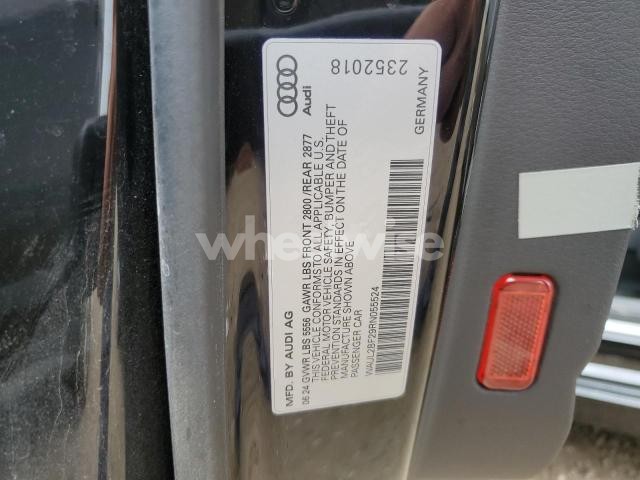 Audi
2352018
MFD. BY AUDI AG
GERMANY
06.24 GVWR LBS 5556 GAWR LBS FRONT 2800 /REAR 2877
THIS VEHICLE CONFORMS TO ALL APPLICABLE U.S.
FEDERAL MOTOR VEHICLE SAFETY, BUMPER AND THEFT
PREVENTION STANDARDS IN EFFECT ON THE DATE OF
MANUFACTURE SHOWN ABOVE
PASSENGER CAR
WAUL2BF29RN055524
wheelwise